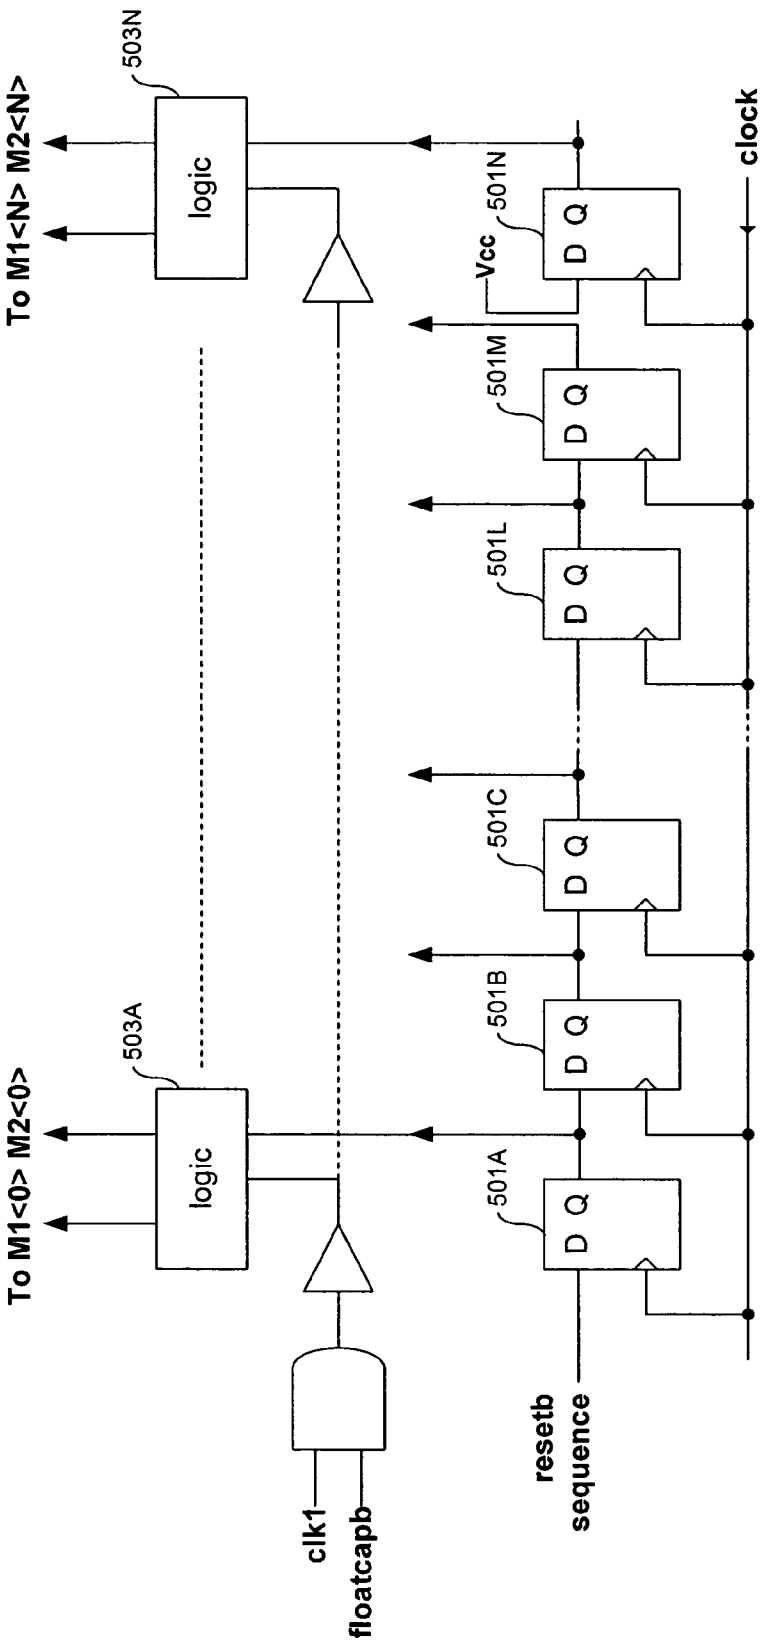 To M1<0> M2<0>
To M1<N> M2<N>
503A
503N
logic
logic
clk1
floatcapb
501A
501B
501C
501L
501M
501N
Vcc
D Q
D Q
D Q
D Q
D Q
D Q
resetb
sequence
clock